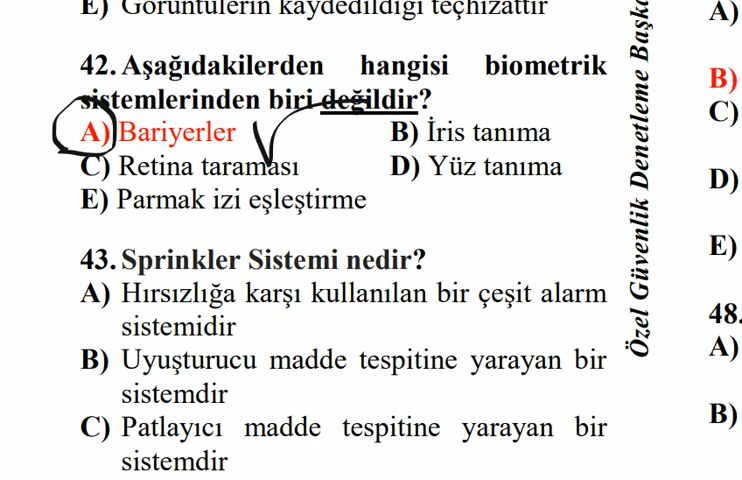 E) Görüntülerin kaydedildiği teçhizattır
42. Aşağıdakilerden hangisi biometrik
sistemlerinden biri değildir?
A) Bariyerler B) İris tanıma
C) Retina taraması D) Yüz tanıma
E) Parmak izi eşleştirme
43. Sprinkler Sistemi nedir?
A) Hırsızlığa karşı kullanılan bir çeşit alarm
sistemidir
B) Uyuşturucu madde tespitine yarayan bir
sistemdir
C) Patlayıcı madde tespitine yarayan bir
sistemdir
Özel Güvenlik Denetleme
A)
B)
C)
D)
E)
48.
A)
B)